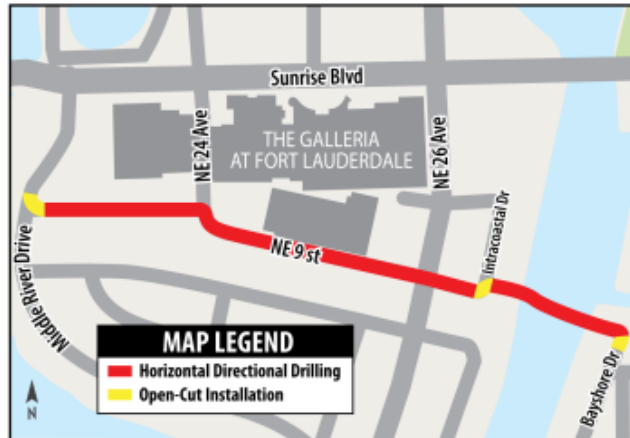 Sunrise Blvd
NE 24 Ave
THE GALLERIA
AT FORT LAUDERDALE
NE 26 Ave
Intracoastal Dr
NE 9 st
Middle River Drive
Bayshore Dr
MAP LEGEND
Horizontal Directional Drilling
Open-Cut Installation
N